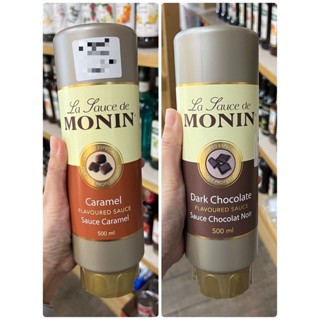 La Sauce de
MONIN
Caramel
FLAVOURED SAUCE
Sauce Caramel
500 ml
La Sauce de
MONIN
Dark Chocolate
FLAVOURED SAUCE
Sauce Chocolat Noir
500 ml